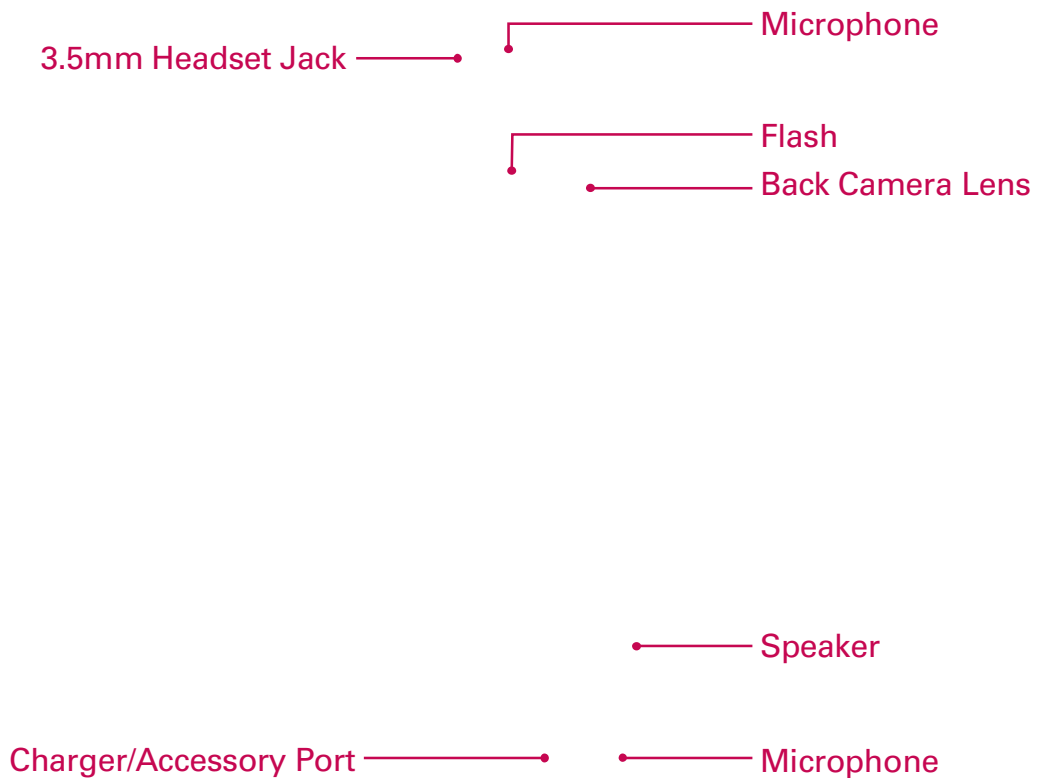 Microphone
3.5mm Headset Jack
Flash
Back Camera Lens
Speaker
Charger/Accessory Port
Microphone